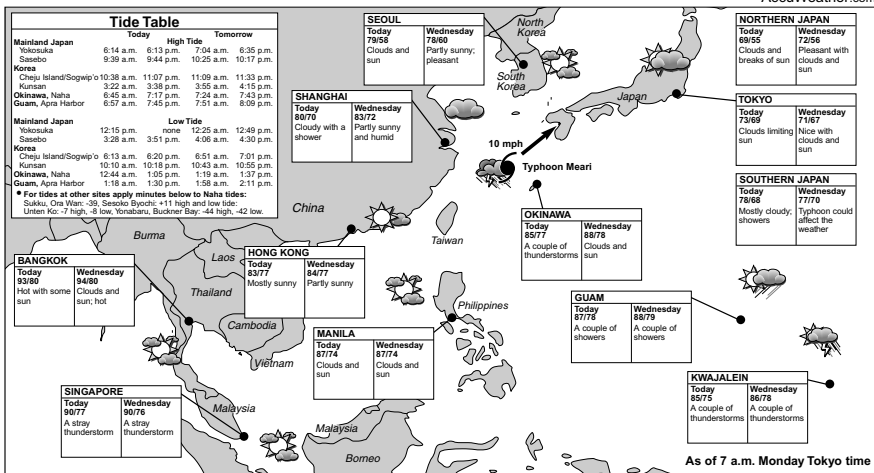 AccuWeather.com
Tide Table
Today Tomorrow
Mainland Japan High Tide
Yokosuka 6:14 a.m. 6:13 p.m. 7:04 a.m. 6:35 p.m.
Sasebo 9:39 a.m. 9:44 p.m. 10:25 a.m. 10:17 p.m.
Korea
Cheju Island/Sogwip'o 10:38 a.m. 11:07 p.m. 11:09 a.m. 11:33 p.m.
Kunsan 3:22 a.m. 3:38 p.m. 3:55 a.m. 4:15 p.m.
Okinawa, Naha 6:45 a.m. 7:17 p.m. 7:24 a.m. 7:43 p.m.
Guam, Apra Harbor 6:57 a.m. 7:45 p.m. 7:51 a.m. 8:09 p.m.
Mainland Japan Low Tide
Yokosuka 12:15 p.m. none 12:25 a.m. 12:49 p.m.
Sasebo 3:28 a.m. 3:51 p.m. 4:06 a.m. 4:30 p.m.
Korea
Cheju Island/Sogwip'o 6:13 a.m. 6:20 p.m. 6:51 a.m. 7:01 p.m.
Kunsan 10:10 a.m. 10:18 p.m. 10:43 a.m. 10:55 p.m.
Okinawa, Naha 12:44 a.m. 1:05 p.m. 1:19 a.m. 1:37 p.m.
Guam, Apra Harbor 1:18 a.m. 1:30 p.m. 1:58 a.m. 2:11 p.m.
• For tides at other sites apply minutes below to Naha tides:
Sukku, Ora Wan: -39, Sesoko Byochi: +11 high and low tide:
Unten Ko: -7 high, -8 low, Yonabaru, Buckner Bay: -44 high, -42 low.
SEOUL
Today Wednesday
79/58 78/60
Clouds and Partly sunny;
sun pleasant
North
Korea
South
Korea
Japan
NORTHERN JAPAN
Today Wednesday
69/55 72/56
Clouds and Pleasant with
breaks of sun clouds and
sun
SHANGHAI
Today Wednesday
80/70 83/72
Cloudy with a Partly sunny
shower and humid
TOKYO
Today Wednesday
73/69 71/67
Clouds limiting Nice with
sun clouds and
sun
10 mph
Typhoon Meari
SOUTHERN JAPAN
Today Wednesday
78/68 77/70
Mostly cloudy; Typhoon could
showers affect the
weather
China
Taiwan
OKINAWA
Today Wednesday
85/77 88/78
A couple of Clouds and
thunderstorms sun
Burma
Laos
Thailand
Cambodia
Vietnam
HONG KONG
Today Wednesday
83/77 84/77
Mostly sunny Partly sunny
BANGKOK
Today Wednesday
93/80 94/80
Hot with some Clouds and
sun sun; hot
Philippines
GUAM
Today Wednesday
87/78 88/79
A couple of A couple of
showers showers
MANILA
Today Wednesday
87/74 87/74
Clouds and Clouds and
sun sun
KWAJALEIN
Today Wednesday
85/75 86/78
A couple of A couple of
thunderstorms thunderstorms
SINGAPORE
Today Wednesday
90/77 90/76
A stray A stray
thunderstorm thunderstorm
Malaysia
Malaysia
Borneo
As of 7 a.m. Monday Tokyo time